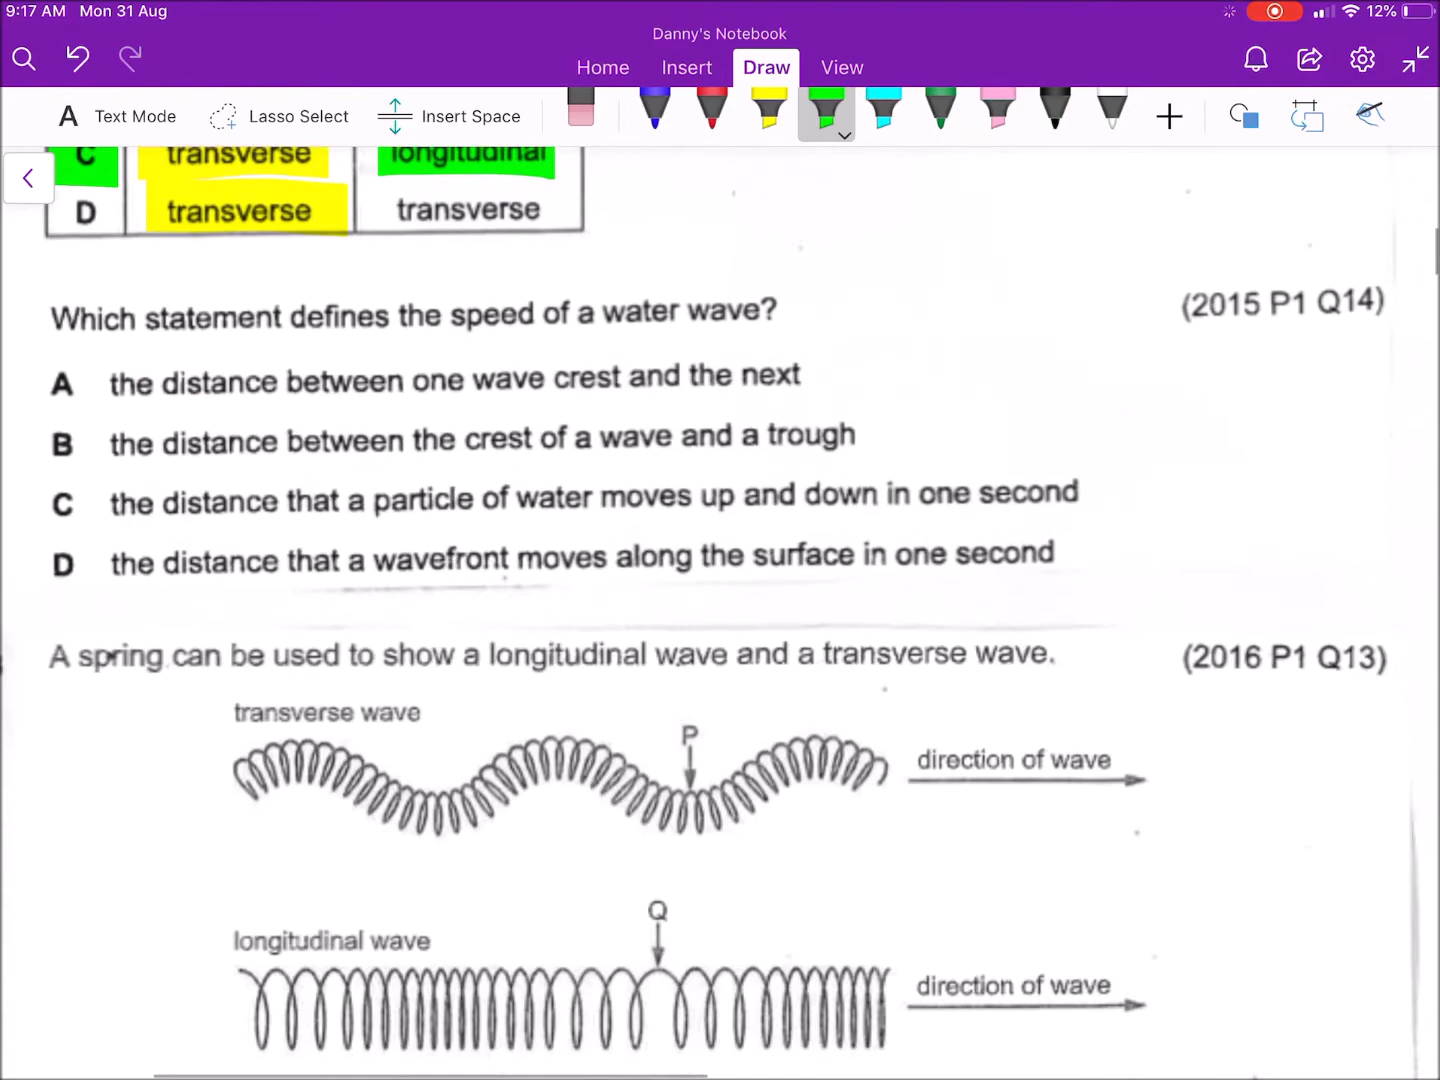 9:17 AM Mon 31 Aug
12%
Danny's Notebook
Home Insert Draw View
A Text Mode Lasso Select Insert Space
C transverse longitudinal
D transverse transverse
Which statement defines the speed of a water wave? (2015 P1 Q14)
A the distance between one wave crest and the next
B the distance between the crest of a wave and a trough
C the distance that a particle of water moves up and down in one second
D the distance that a wavefront moves along the surface in one second
A spring can be used to show a longitudinal wave and a transverse wave. (2016 P1 Q13)
transverse wave
P
direction of wave
Q
longitudinal wave
direction of wave